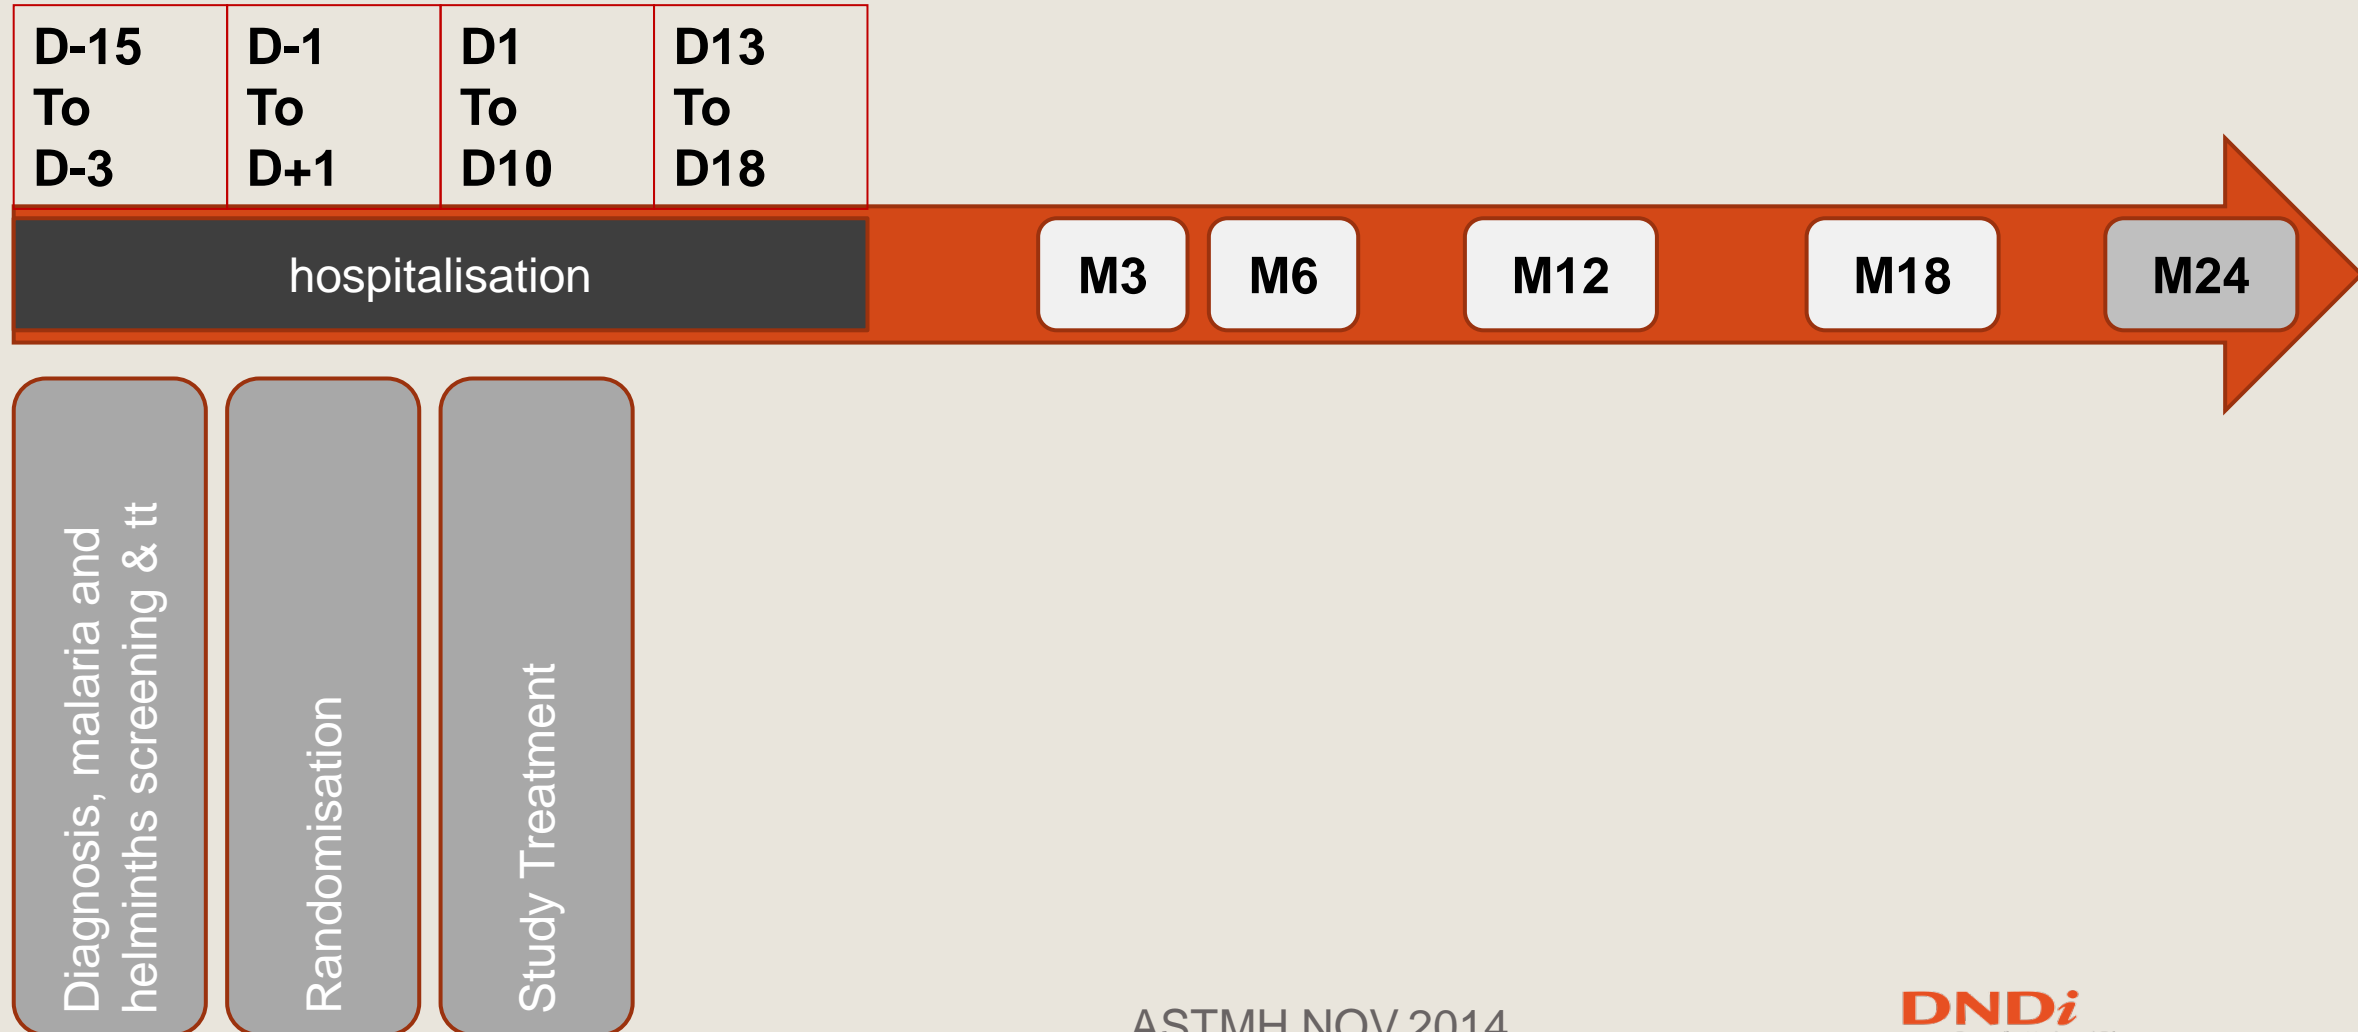 D-15
To
D-3
D-1
To
D+1
D1
To
D10
D13
To
D18
hospitalisation
M3
M6
M12
M18
M24
Diagnosis, malaria and
helminths screening & tt
Randomisation
Study Treatment
ASTMH NOV 2014
DNDi